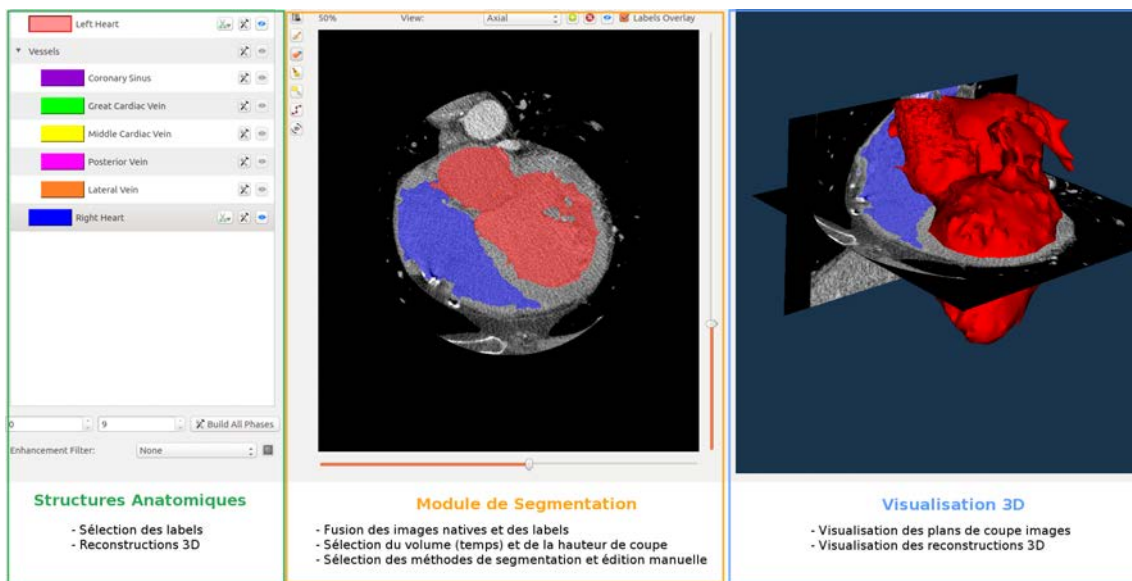 Left Heart
Vessels
Coronary Sinus
Great Cardiac Vein
Middle Cardiac Vein
Posterior Vein
Lateral Vein
Right Heart
0 9 Build All Phases
Enhancement Filter: None
Structures Anatomiques
- Sélection des labels
- Reconstructions 3D
50% View: Axial Labels Overlay
Module de Segmentation
- Fusion des images natives et des labels
- Sélection du volume (temps) et de la hauteur de coupe
- Sélection des méthodes de segmentation et édition manuelle
Visualisation 3D
- Visualisation des plans de coupe images
- Visualisation des reconstructions 3D